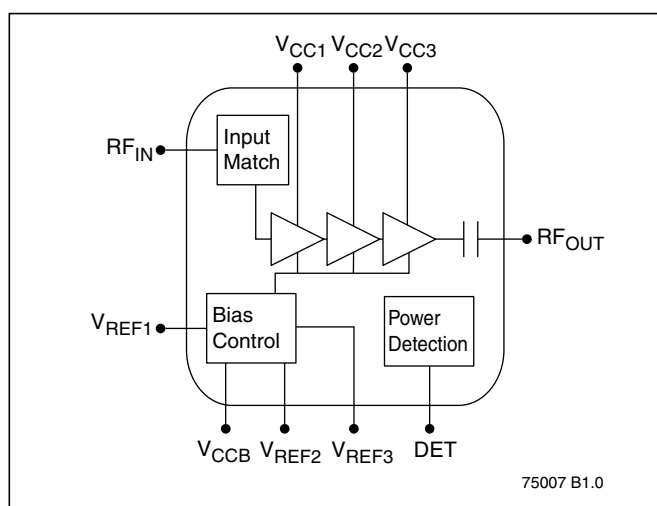 VCC1 VCC2 VCC3
Input
Match
RFIN
RFOUT
VREF1
Bias
Control
Power
Detection
VCCB VREF2 VREF3 DET
75007 B1.0